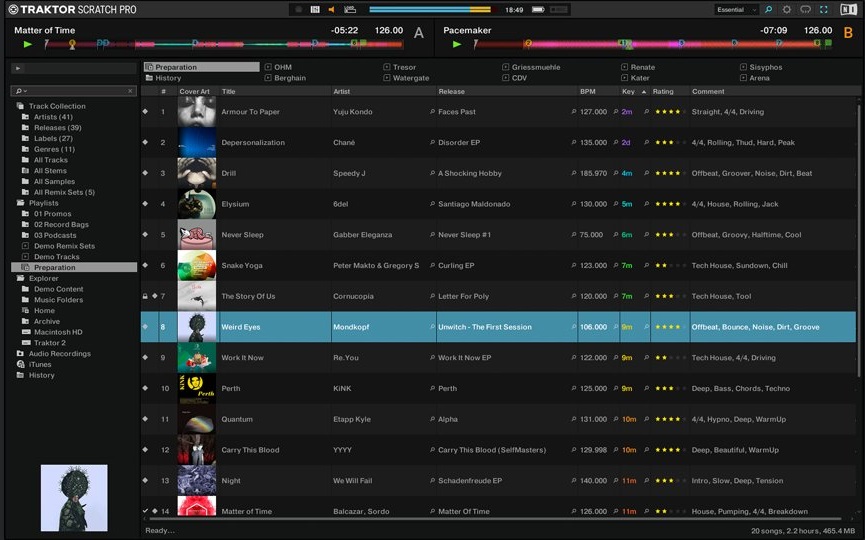 TRAKTOR SCRATCH PRO
18:49
Essential
Matter of Time
-05:22
126.00
A
Pacemaker
-07:09
126.00
B
Preparation
OHM
Tresor
Griessmuehle
Renate
Sisyphos
History
Berghain
Watergate
CDV
Kater
Arena
Track Collection
Artists (41)
Releases (39)
Labels (27)
Genres (11)
All Tracks
All Stems
All Samples
All Remix Sets (5)
Playlists
01 Promos
02 Record Bags
03 Podcasts
Demo Remix Sets
Demo Tracks
Preparation
Explorer
Demo Content
Music Folders
Home
Archive
Macintosh HD
Traktor 2
Audio Recordings
iTunes
History
# Cover Art Title Artist Release BPM Key Rating Comment
1 Armour To Paper Yuju Kondo Faces Past 127.000 2m Straight, 4/4, Driving
2 Depersonalization Chané Disorder EP 135.000 2d 4/4, Rolling, Thud, Hard, Peak
3 Drill Speedy J A Shocking Hobby 185.970 4m Offbeat, Groover, Noise, Dirt, Beat
4 Elysium 6del Santiago Maldonado 130.000 5m 4/4, House, Rolling, Jack
5 Never Sleep Gabber Eleganza Never Sleep #1 75.000 6m Offbeat, Groovy, Halftime, Cool
6 Snake Yoga Peter Makto & Gregory S Curling EP 123.000 7m Tech House, Sundown, Chill
7 The Story Of Us Cornucopia Letter For Poly 120.000 7m Tech House, Tool
8 Weird Eyes Mondkopf Unwitch - The First Session 106.000 9m Offbeat, Bounce, Noise, Dirt, Groove
9 Work It Now Re.You Work It Now EP 122.000 9m Tech House, 4/4, Driving
KiNK
Perth
10 Perth KiNK Perth 125.000 9m Deep, Bass, Chords, Techno
11 Quantum Etapp Kyle Alpha 131.000 10m 4/4, Hypno, Deep, WarmUp
12 Carry This Blood YYYY Carry This Blood (SelfMasters) 129.998 10m Deep, Beautiful, WarmUp
13 Night We Will Fail Schadenfreude EP 140.000 11m Intro, Slow, Deep, Tension
14 Matter of Time Balcazar, Sordo Matter Of Time 126.000 11m House, Pumping, 4/4, Breakdown
Ready...
20 songs, 2.2 hours, 465.4 MB